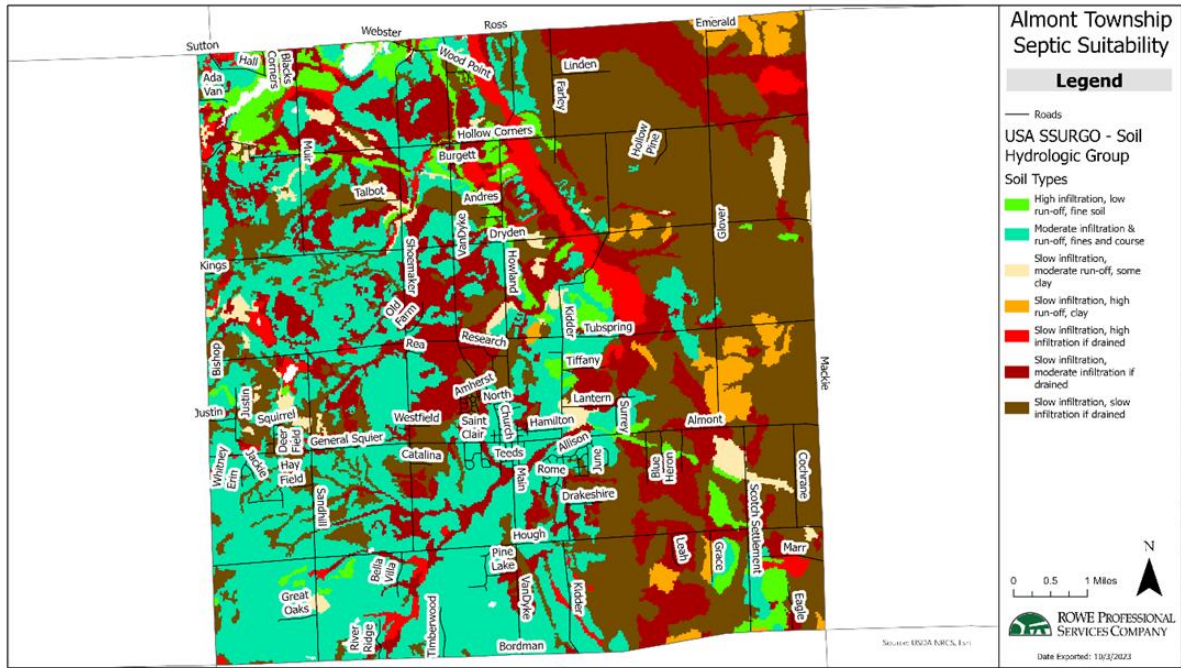 Sutton
Webster
Ross
Emerald
Hall
Blacks
Corners
Wood Point
Ada
Van
Linden
Farley
Hollow Corners
Hollow
Pine
Muir
Burgett
Talbot
Andres
VanDyke
Dryden
Glover
Shoemaker
Howland
Kings
Old
Farm
Kidder
Tubspring
Research
Rea
Bishop
Tiffany
Mackie
Amherst
North
Lantern
Justin
Justin
Squirrel
Westfield
Saint
Clair
Church
Hamilton
Surrey
Almont
Deer
Field
General Squier
Allison
Catalina
Teeds
June
Whitney
Erin
Jackie
Hay
Field
Main
Rome
Blue
Heron
Cochrane
Sandhill
Drakeshire
Scotch Settlement
Hough
Pine
Lake
Leah
Grace
Marr
Bella
Villa
Great
Oaks
VanDyke
Kidder
Eagle
River
Ridge
Timberwood
Bordman
Source: USDA NRCS, Esri
Almont Township
Septic Suitability
Legend
Roads
USA SSURGO - Soil
Hydrologic Group
Soil Types
High infiltration, low
run-off, fine soil
Moderate infiltration &
run-off, fines and course
Slow infiltration,
moderate run-off, some
clay
Slow infiltration, high
run-off, clay
Slow infiltration, high
infiltration if drained
Slow infiltration,
moderate infiltration if
drained
Slow infiltration, slow
infiltration if drained
N
0 0.5 1 Miles
ROWE PROFESSIONAL
SERVICES COMPANY
Date Exported: 10/3/2023